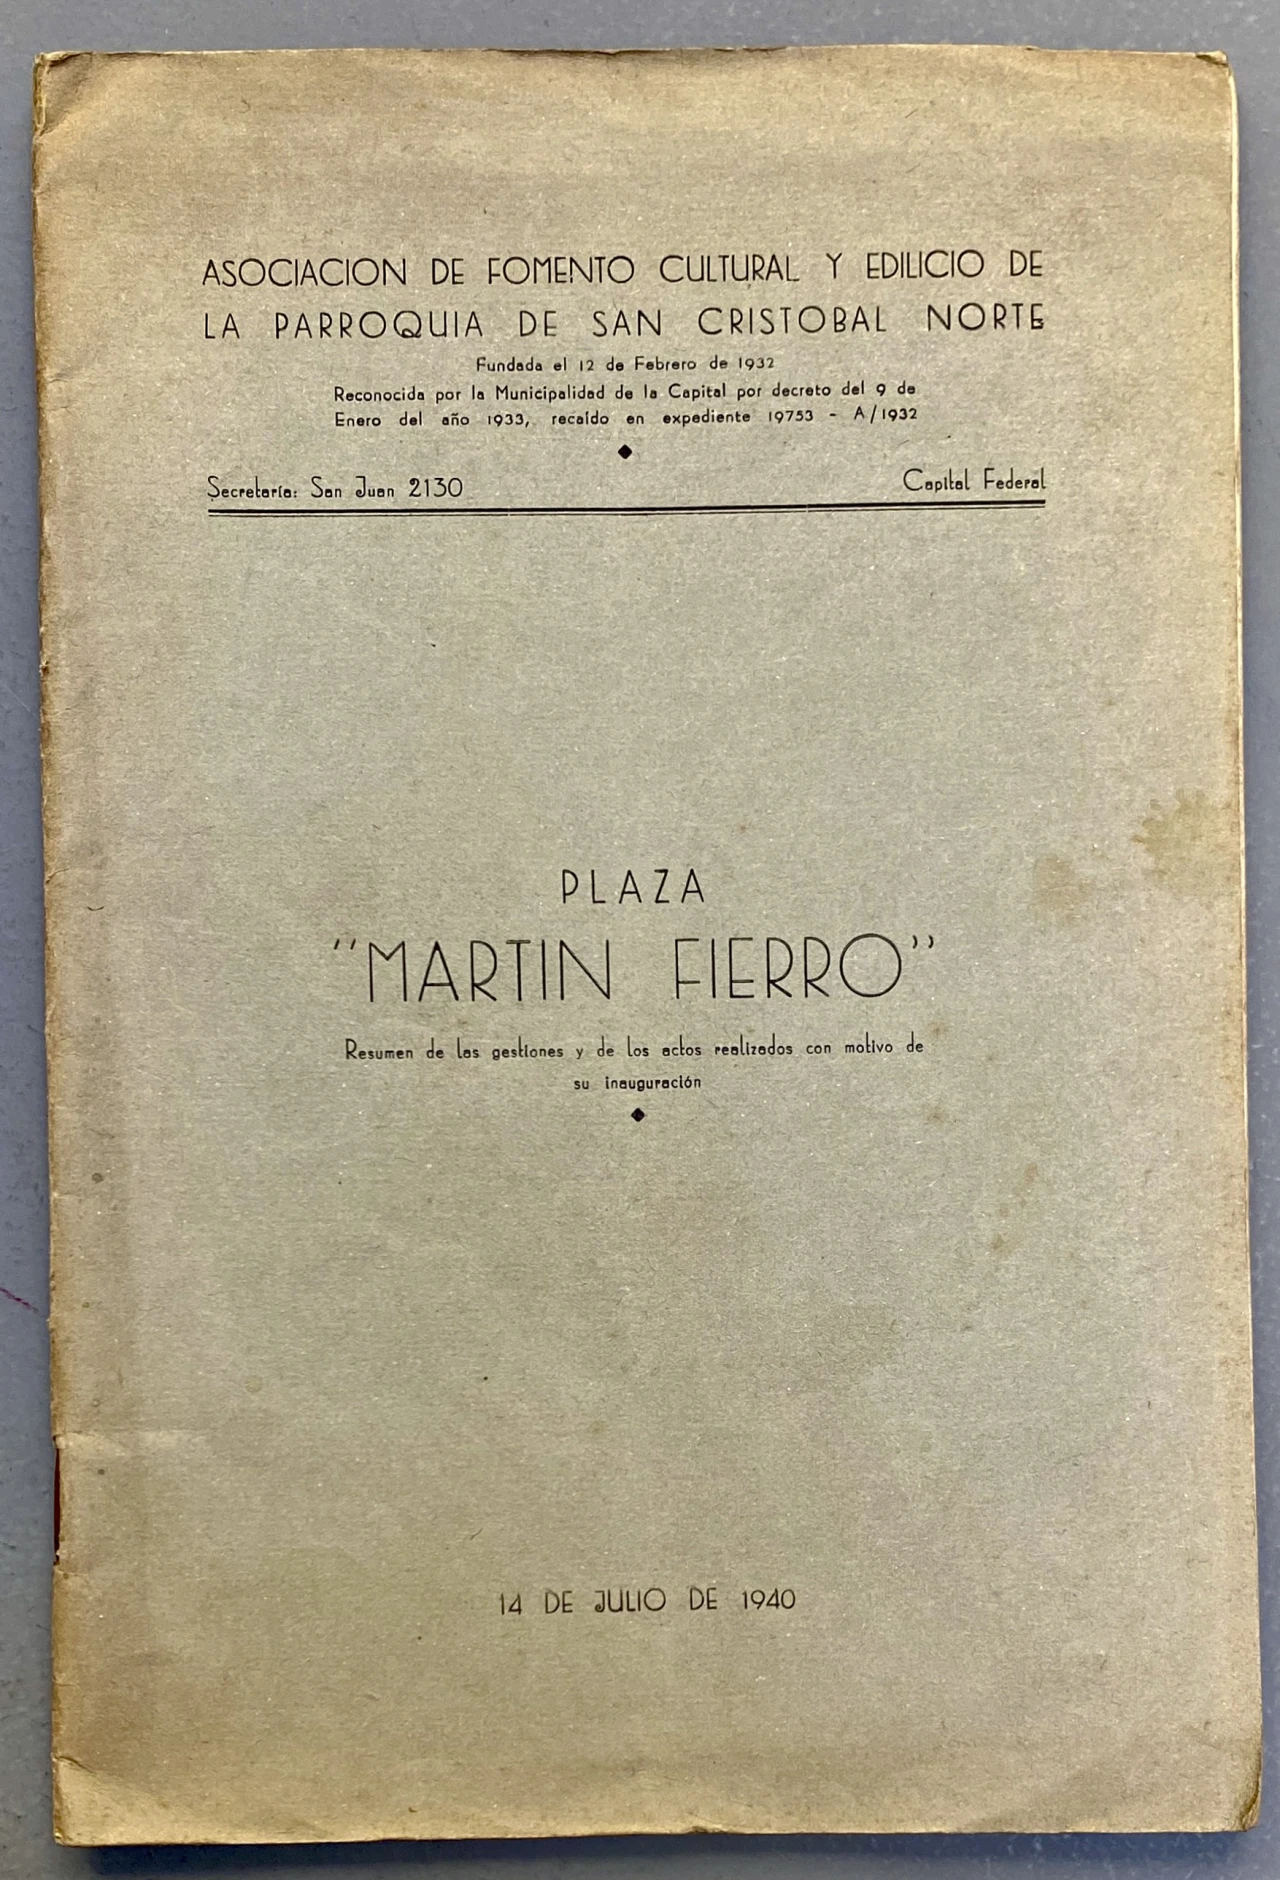 ASOCIACION DE FOMENTO CULTURAL Y EDILICIO DE
LA PARROQUIA DE SAN CRISTOBAL NORTE
Fundada el 12 de Febrero de 1932
Reconocida por la Municipalidad de la Capital por decreto del 9 de
Enero del año 1933, recaído en expediente 19753 - A/1932
Secretaría: San Juan 2130 Capital Federal
PLAZA
"MARTIN FIERRO"
Resumen de las gestiones y de los actos realizados con motivo de
su inauguración
14 DE JULIO DE 1940